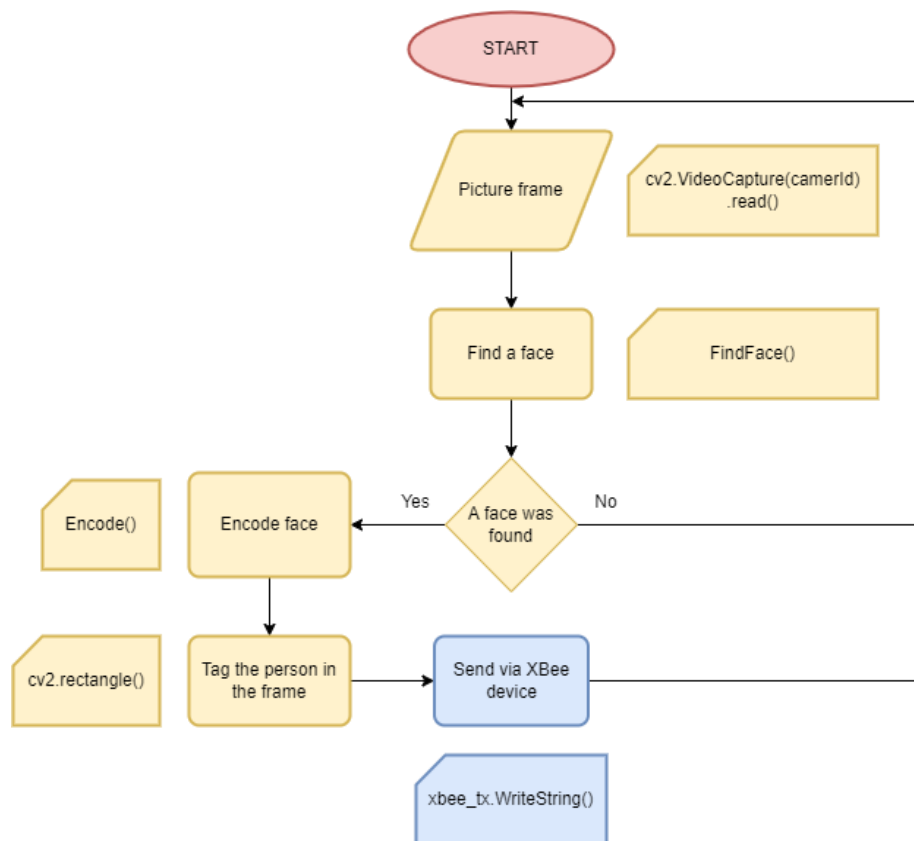 START
Picture frame
cv2.VideoCapture(camerId)
.read()
Find a face
FindFace()
Yes
No
A face was
found
Encode face
Encode()
Tag the person in
the frame
cv2.rectangle()
Send via XBee
device
xbee_tx.WriteString()